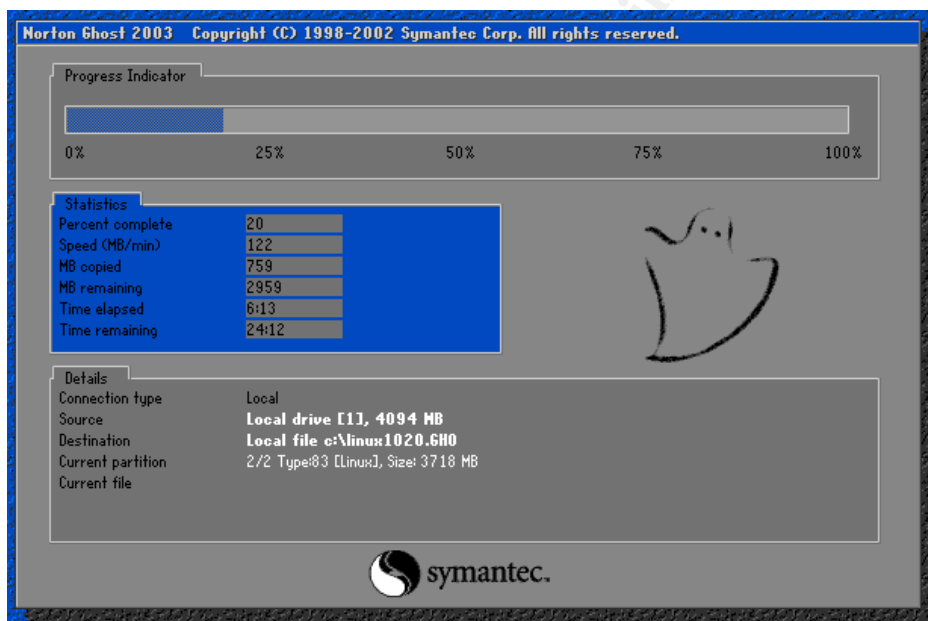 Norton Ghost 2003 Copyright (C) 1998-2002 Symantec Corp. All rights reserved.
Progress Indicator
0% 25% 50% 75% 100%
Statistics
Percent complete 20
Speed (MB/min) 122
MB copied 759
MB remaining 2959
Time elapsed 6:13
Time remaining 24:12
Details
Connection type Local
Source Local drive [1], 4094 MB
Destination Local file c:\linux1020.GHO
Current partition 2/2 Type:83 [Linux], Size: 3718 MB
Current file
symantec.